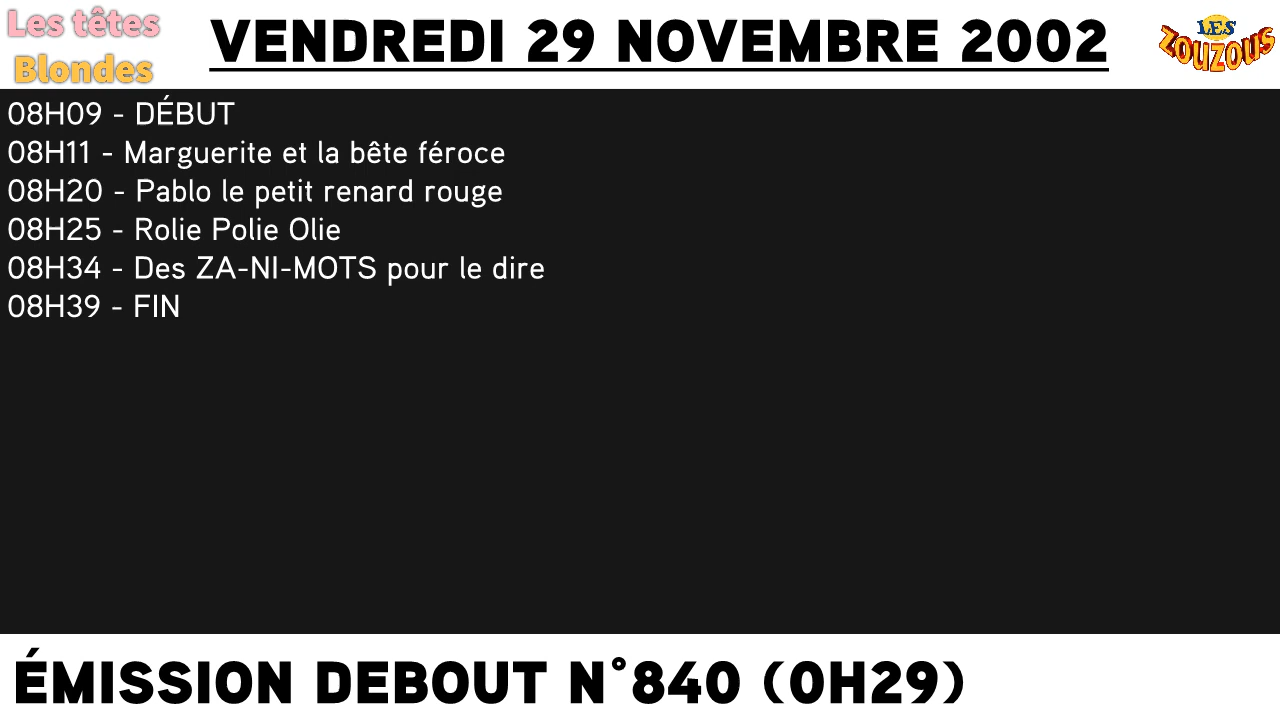 Les têtes
Blondes
VENDREDI 29 NOVEMBRE 2002
LES
ZOUZOUS
08H09 - DÉBUT
08H11 - Marguerite et la bête féroce
08H20 - Pablo le petit renard rouge
08H25 - Rolie Polie Olie
08H34 - Des ZA-NI-MOTS pour le dire
08H39 - FIN
ÉMISSION DEBOUT N°840 (0H29)